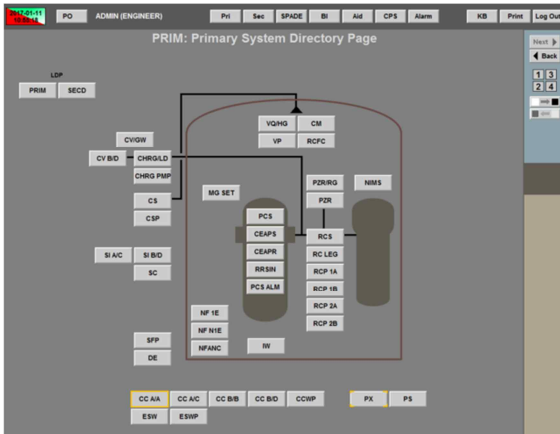 2017-01-11
PO ADMIN (ENGINEER) Pri Sec SPADE BI Aid CPS Alarm KB Print Log Out
PRIM: Primary System Directory Page
Next
Back
1 3
2 4
LDP
PRIM SECD
VQ/HG CM
VP RCFC
CV/GW
CV B/D CHRG/LD
CHRG PMP
CS
CSP
MG SET
PZR/RG NIMS
PZR
PCS
CEAPS
CEAPR
RRSIN
PCS ALM
RCS
RC LEG
RCP 1A
RCP 1B
RCP 2A
RCP 2B
SI A/C SI B/D
SC
NF 1E
NF N1E
NFANC
IW
SFP
DE
CC A/A CC A/C CC B/B CC B/D CCWP PX PS
ESW ESWP